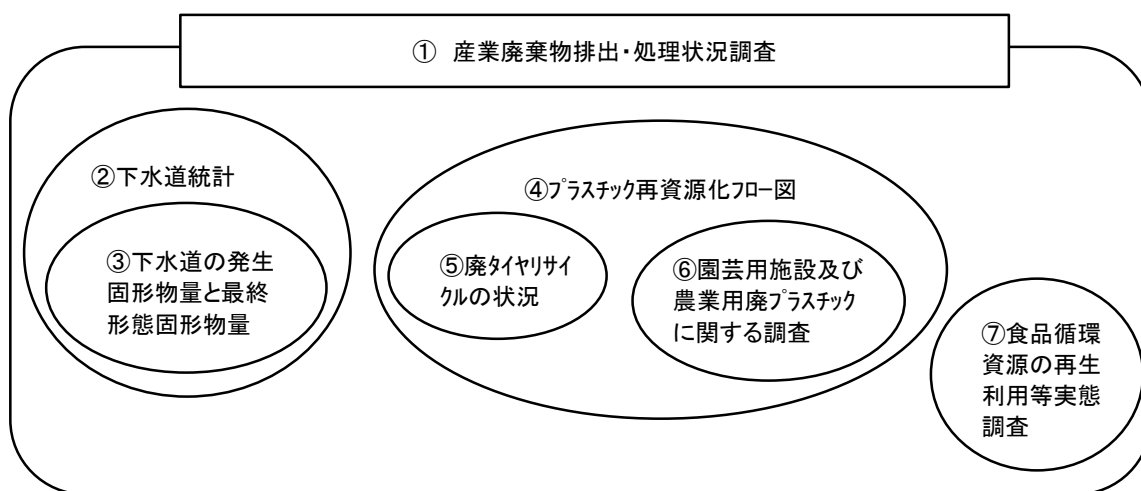 ① 産業廃棄物排出・処理状況調査
②下水道統計
③下水道の発生
固形物量と最終
形態固形物量
④ﾌﾟﾗｽﾁｯｸ再資源化ﾌﾛｰ図
⑤廃ﾀｲﾔﾘｻｲ
ｸﾙの状況
⑥園芸用施設及び
農業用廃ﾌﾟﾗｽﾁｯｸ
に関する調査
⑦食品循環
資源の再生
利用等実態
調査